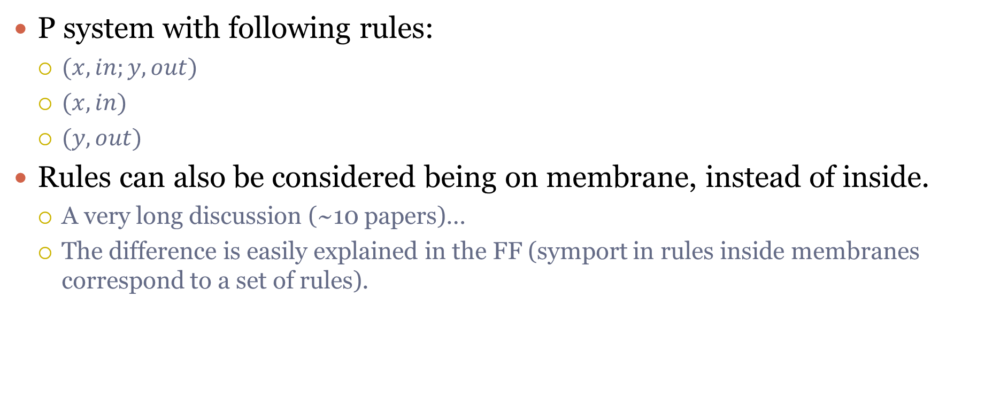 • P system with following rules:
○ (x, in; y, out)
○ (x, in)
○ (y, out)
• Rules can also be considered being on membrane, instead of inside.
○ A very long discussion (~10 papers)…
○ The difference is easily explained in the FF (symport in rules inside membranes
correspond to a set of rules).